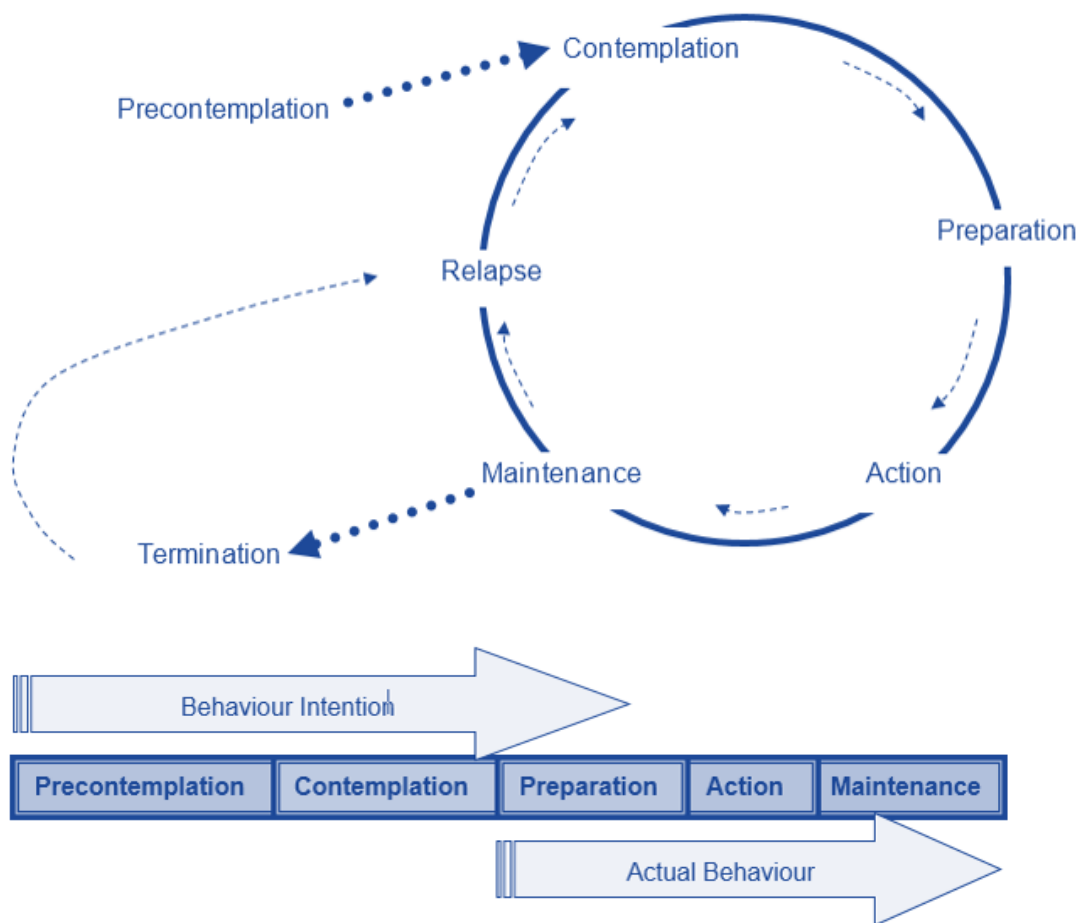 Contemplation
Precontemplation
Preparation
Relapse
Maintenance
Action
Termination
Behaviour Intention
Precontemplation Contemplation Preparation Action Maintenance
Actual Behaviour